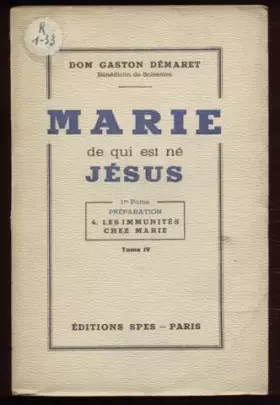 R
1-33
DOM GASTON DÉMARET
Bénédictin de Solesmes
MARIE
de qui est né
JÉSUS
1re Partie
PRÉPARATION
4. LES IMMUNITÉS
CHEZ MARIE
Tome IV
ÉDITIONS SPES — PARIS